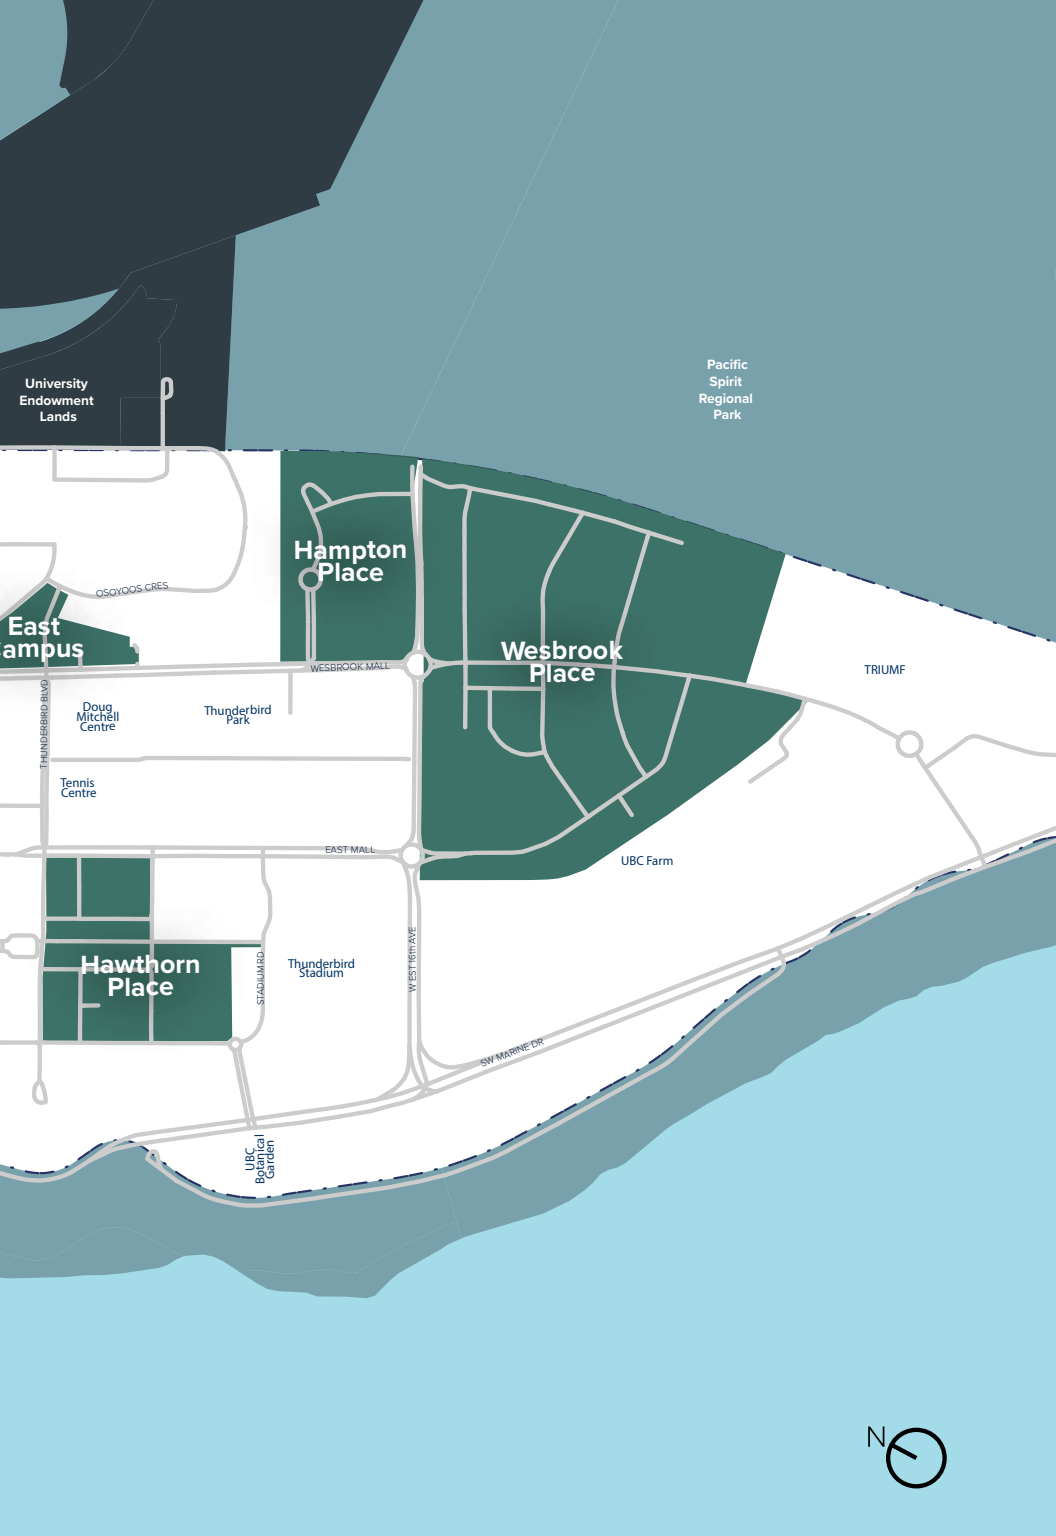 Pacific
Spirit
Regional
Park
University
Endowment
Lands
Hampton
Place
OSOYOOS CRES
East
ampus
Wesbrook
Place
WESBROOK MALL
TRIUMF
THUNDERBIRD BLVD
Doug
Mitchell
Centre
Thunderbird
Park
Tennis
Centre
EAST MALL
UBC Farm
Hawthorn
Place
STADIUM RD
Thunderbird
Stadium
WEST 16th AVE
SW MARINE DR
UBC
Botanical
Garden
N